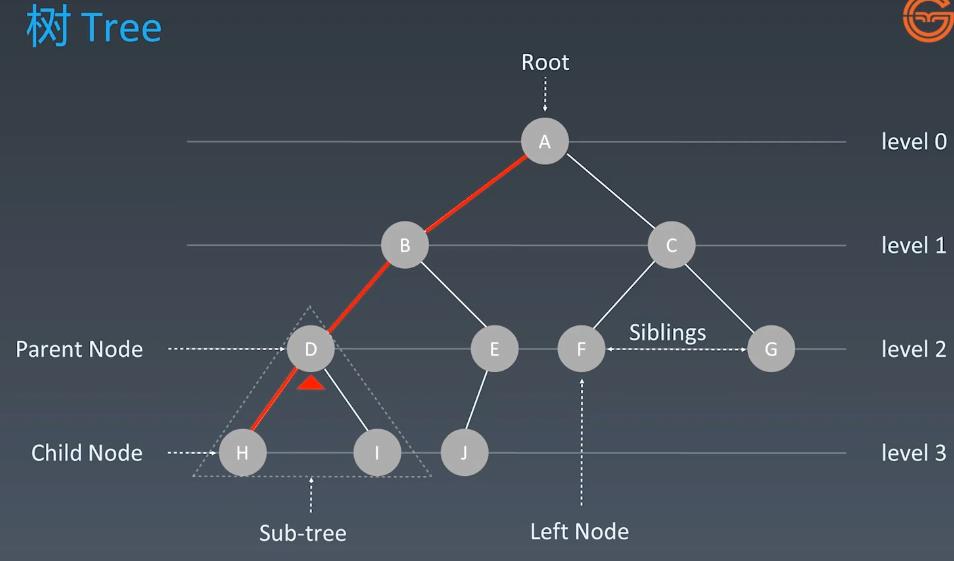 树 Tree
Root
A
level 0
B
C
level 1
Parent Node
D
E
F
Siblings
G
level 2
Child Node
H
I
J
level 3
Sub-tree
Left Node